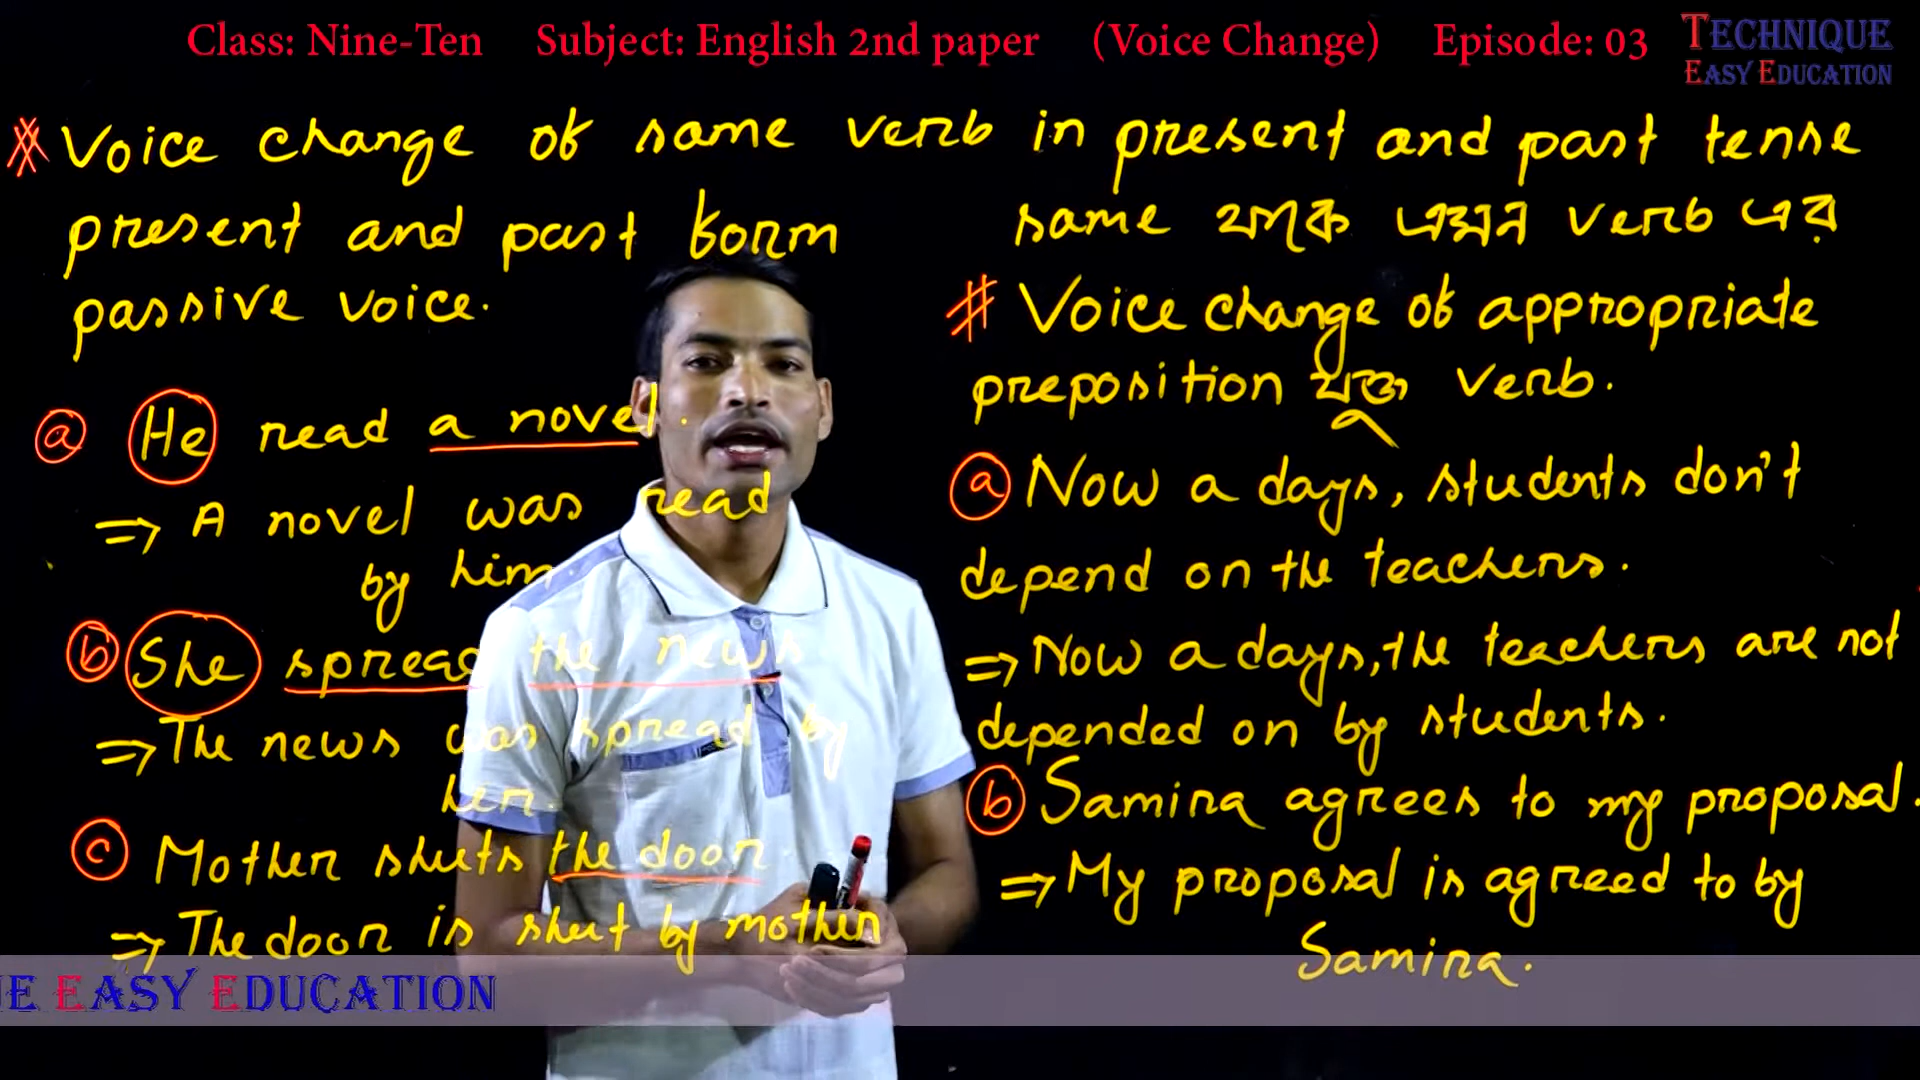 Class: Nine-Ten Subject: English 2nd paper (Voice Change) Episode: 03
TECHNIQUE
EASY EDUCATION
Voice change of same verb in present and past tense
present and past form same থাকে এমন verb এর
passive voice.
a He read a novel.
⇒ A novel was read
by him.
b She spread the news
⇒ The news was spread by
her.
c Mother shuts the door
⇒ The door is shut by mother
# Voice change of appropriate
preposition যুক্ত verb.
a Now a days, students don't
depend on the teachers.
⇒ Now a days, the teachers are not
depended on by students.
b Samira agrees to my proposal.
⇒ My proposal is agreed to by
Samira.
UE EASY EDUCATION